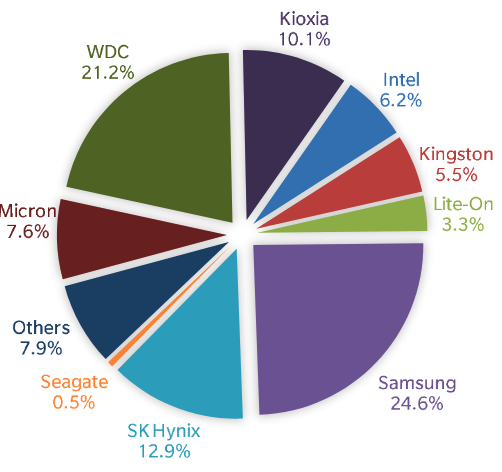 Kioxia
10.1%
WDC
21.2%
Intel
6.2%
Kingston
5.5%
Lite-On
3.3%
Micron
7.6%
Others
7.9%
Seagate
0.5%
SK Hynix
12.9%
Samsung
24.6%